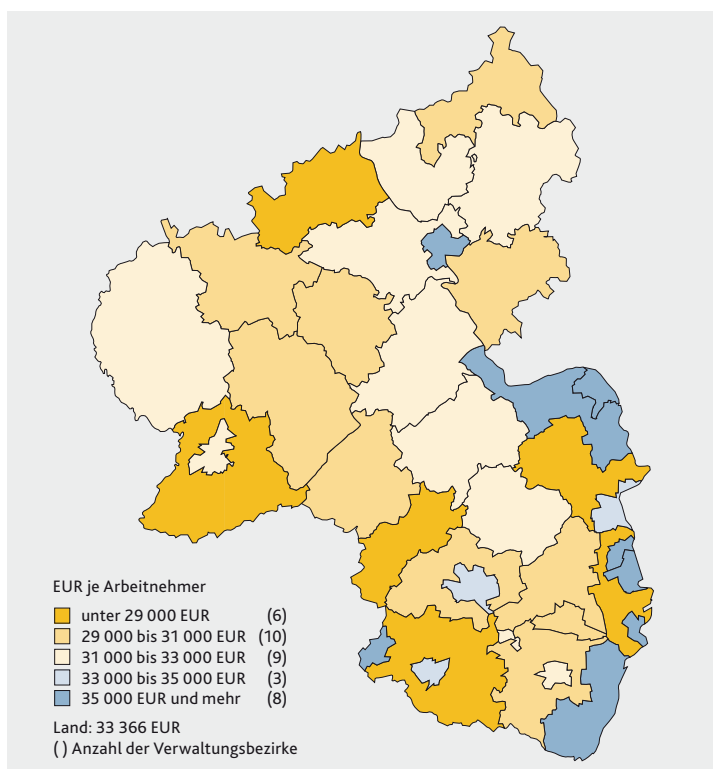 EUR je Arbeitnehmer
unter 29 000 EUR (6)
29 000 bis 31 000 EUR (10)
31 000 bis 33 000 EUR (9)
33 000 bis 35 000 EUR (3)
35 000 EUR und mehr (8)
Land: 33 366 EUR
( ) Anzahl der Verwaltungsbezirke